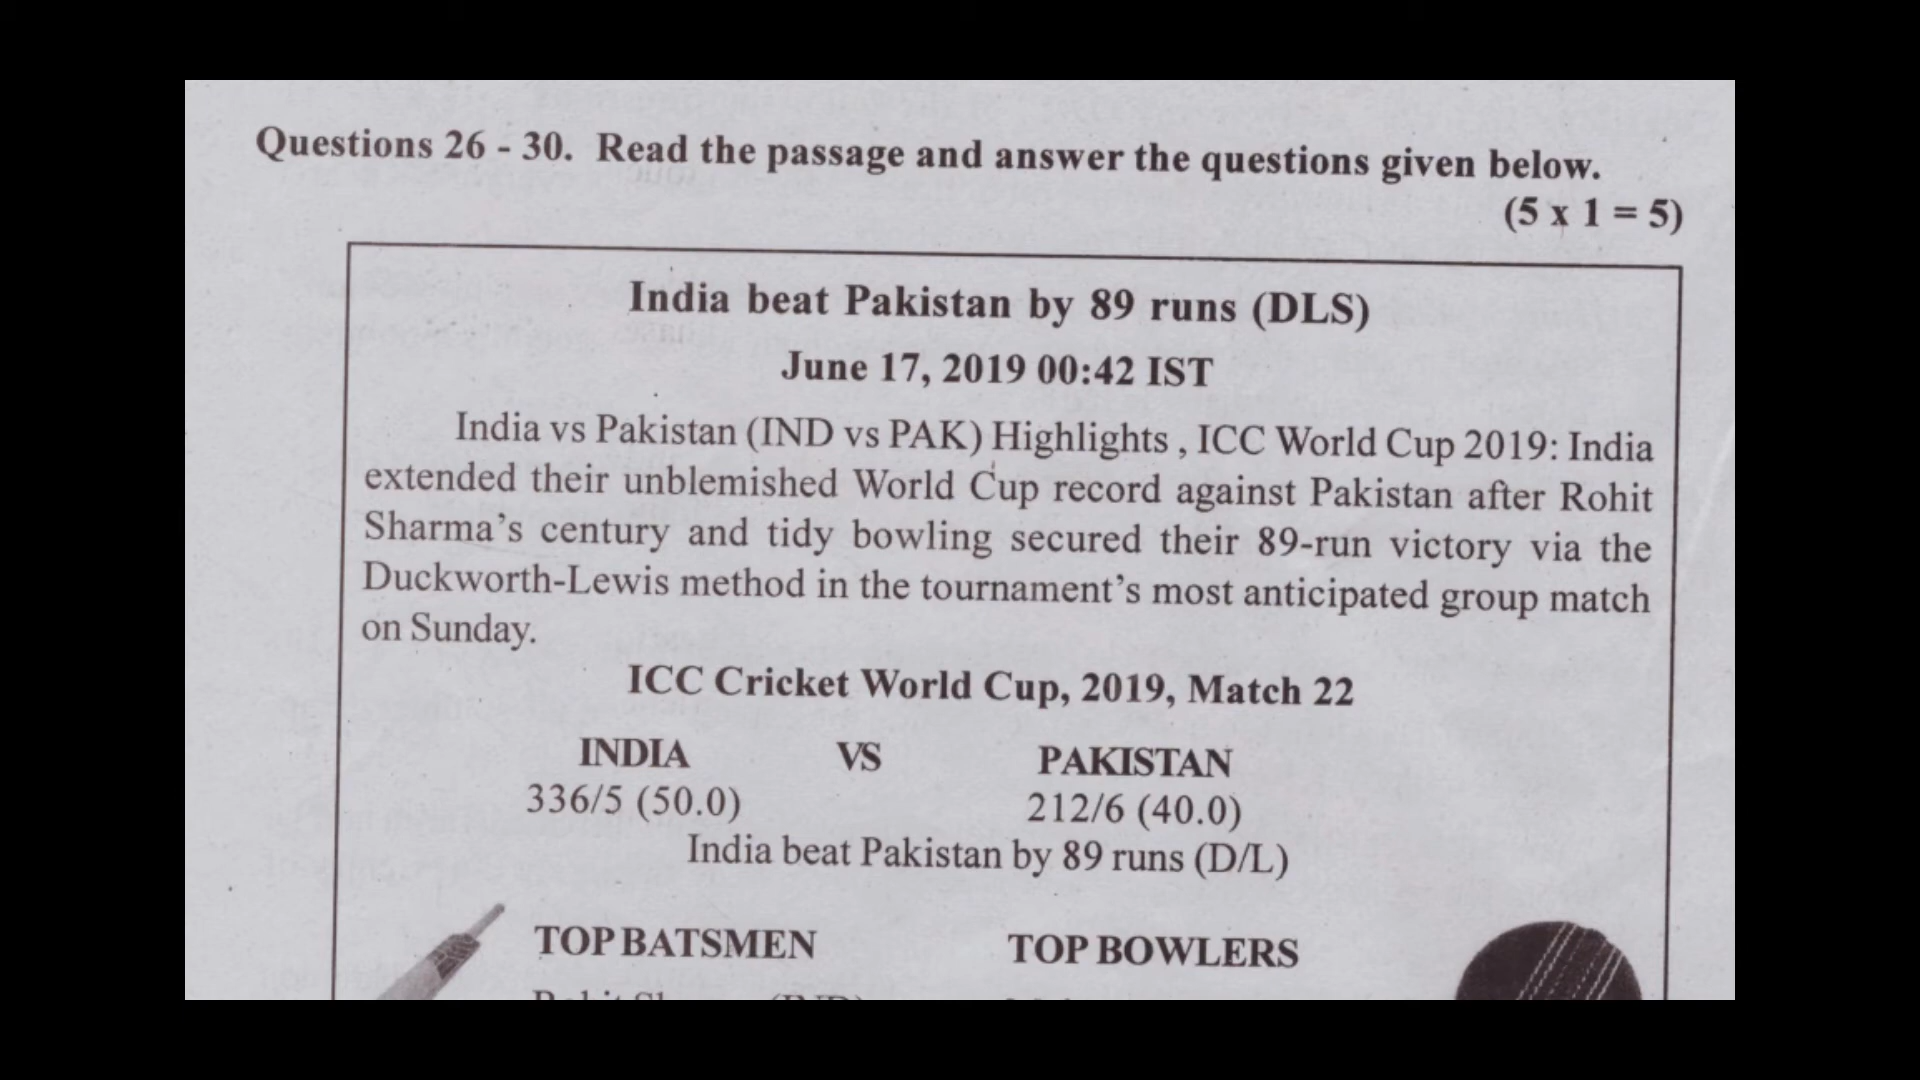 Questions 26 - 30. Read the passage and answer the questions given below.
(5 x 1 = 5)
India beat Pakistan by 89 runs (DLS)
June 17, 2019 00:42 IST
India vs Pakistan (IND vs PAK) Highlights , ICC World Cup 2019: India
extended their unblemished World Cup record against Pakistan after Rohit
Sharma's century and tidy bowling secured their 89-run victory via the
Duckworth-Lewis method in the tournament's most anticipated group match
on Sunday.
ICC Cricket World Cup, 2019, Match 22
INDIA VS PAKISTAN
336/5 (50.0) 212/6 (40.0)
India beat Pakistan by 89 runs (D/L)
TOP BATSMEN TOP BOWLERS